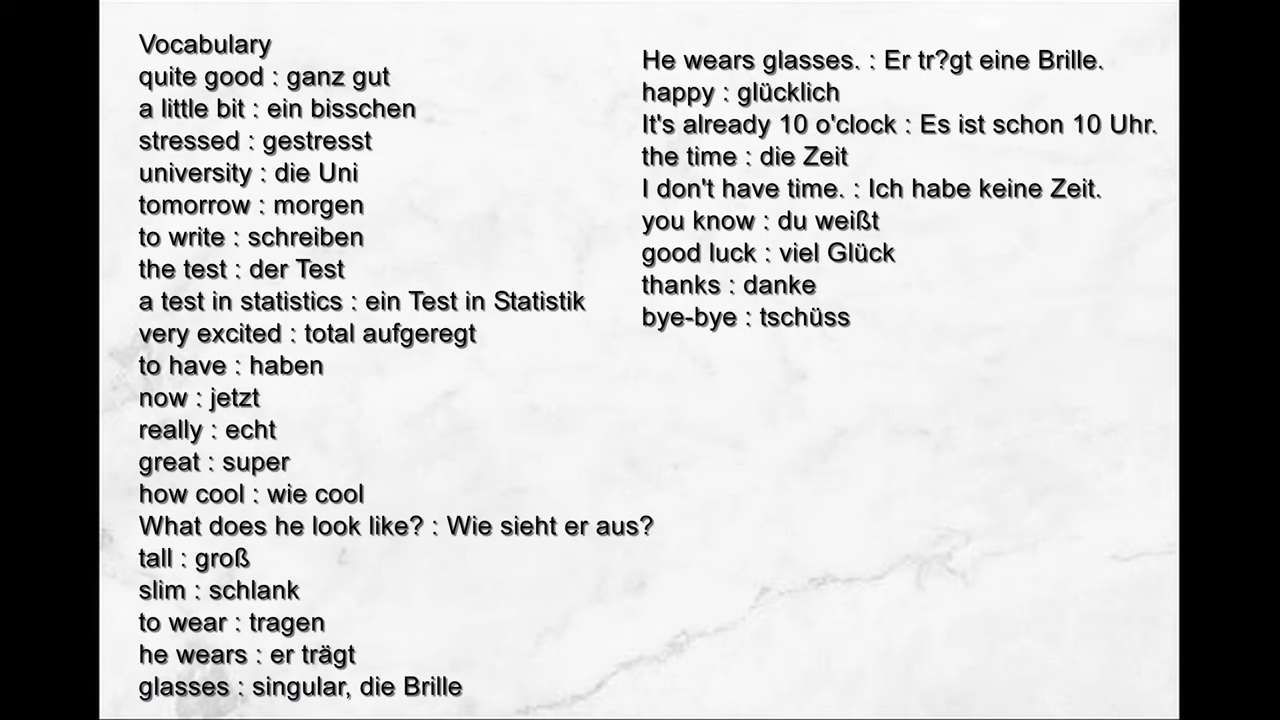 Vocabulary
quite good : ganz gut
a little bit : ein bisschen
stressed : gestresst
university : die Uni
tomorrow : morgen
to write : schreiben
the test : der Test
a test in statistics : ein Test in Statistik
very excited : total aufgeregt
to have : haben
now : jetzt
really : echt
great : super
how cool : wie cool
What does he look like? : Wie sieht er aus?
tall : groß
slim : schlank
to wear : tragen
he wears : er trägt
glasses : singular, die Brille
He wears glasses. : Er tr?gt eine Brille.
happy : glücklich
It's already 10 o'clock : Es ist schon 10 Uhr.
the time : die Zeit
I don't have time. : Ich habe keine Zeit.
you know : du weißt
good luck : viel Glück
thanks : danke
bye-bye : tschüss